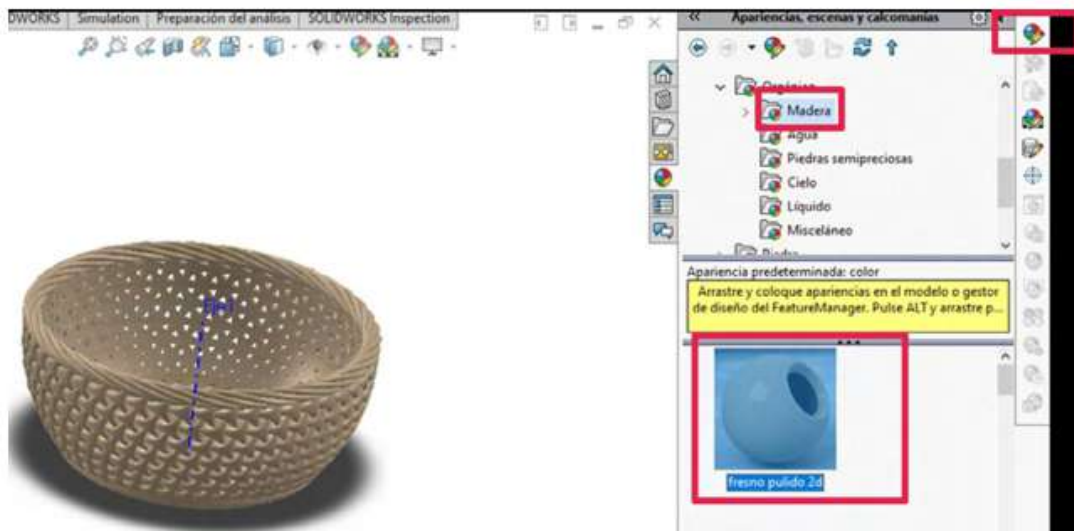 DWORKS Simulation Preparación del análisis SOLIDWORKS Inspection
Apariencias, escenas y calcomanías
Orgánico
Madera
Agua
Piedras semipreciosas
Cielo
Líquido
Misceláneo
Piedra
Apariencia predeterminada: color
Arrastre y coloque apariencias en el modelo o gestor
de diseño del FeatureManager. Pulse ALT y arrastre p...
fresno pulido 2d